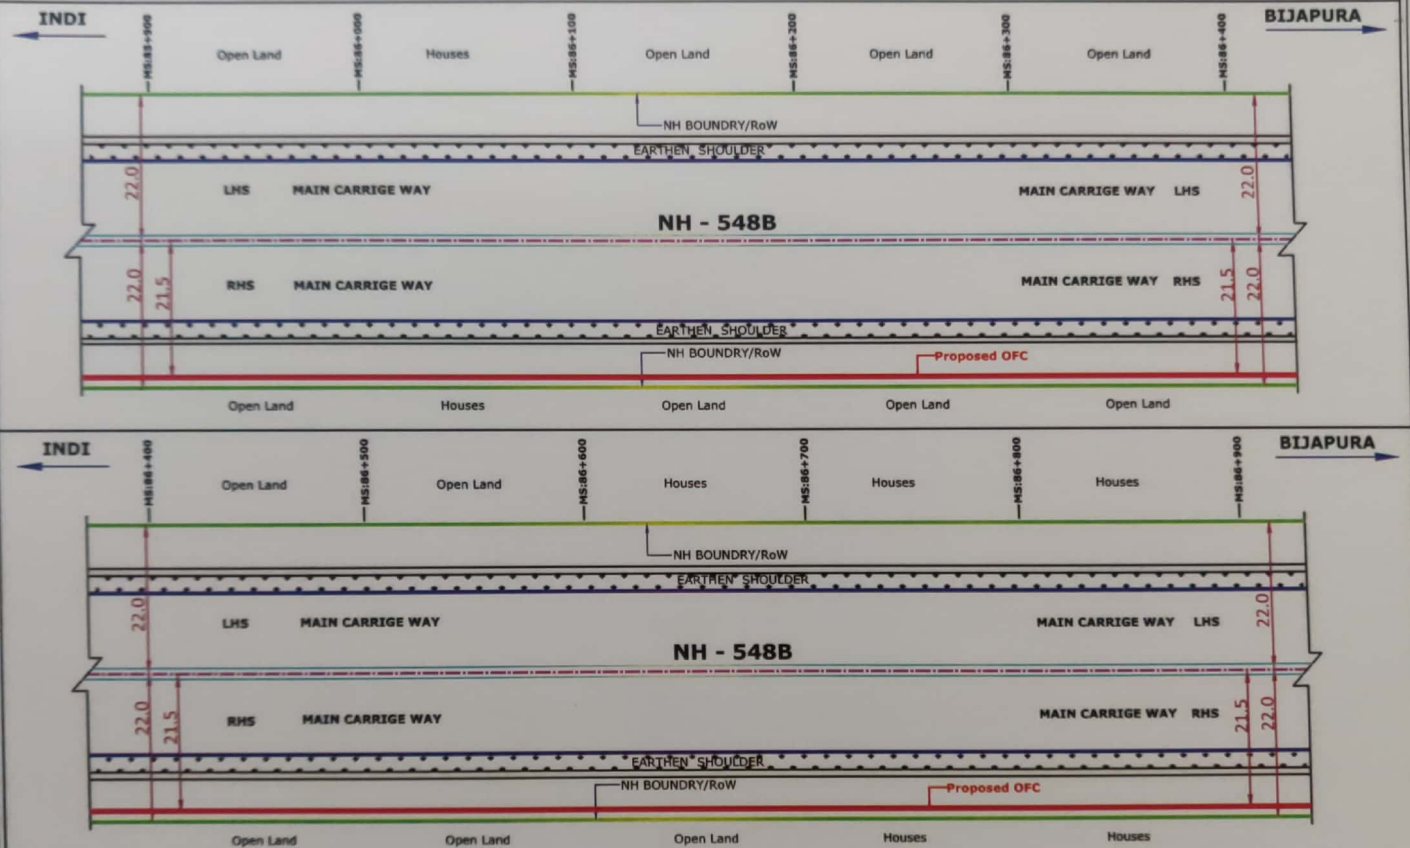 INDI
BIJAPURA
MS:85+900
MS:86+000
MS:86+100
MS:86+200
MS:86+300
MS:86+400
Open Land
Houses
Open Land
Open Land
Open Land
NH BOUNDRY/RoW
EARTHEN SHOULDER
22.0
LHS MAIN CARRIGE WAY
MAIN CARRIGE WAY LHS
22.0
NH - 548B
22.0
21.5
RHS MAIN CARRIGE WAY
MAIN CARRIGE WAY RHS
21.5
22.0
EARTHEN SHOULDER
NH BOUNDRY/RoW
Proposed OFC
Open Land
Houses
Open Land
Open Land
Open Land
INDI
BIJAPURA
MS:86+400
MS:86+500
MS:86+600
MS:86+700
MS:86+800
MS:86+900
Open Land
Open Land
Houses
Houses
Houses
NH BOUNDRY/RoW
EARTHEN SHOULDER
22.0
LHS MAIN CARRIGE WAY
MAIN CARRIGE WAY LHS
22.0
NH - 548B
22.0
21.5
RHS MAIN CARRIGE WAY
MAIN CARRIGE WAY RHS
21.5
22.0
EARTHEN SHOULDER
NH BOUNDRY/RoW
Proposed OFC
Open Land
Open Land
Open Land
Houses
Houses